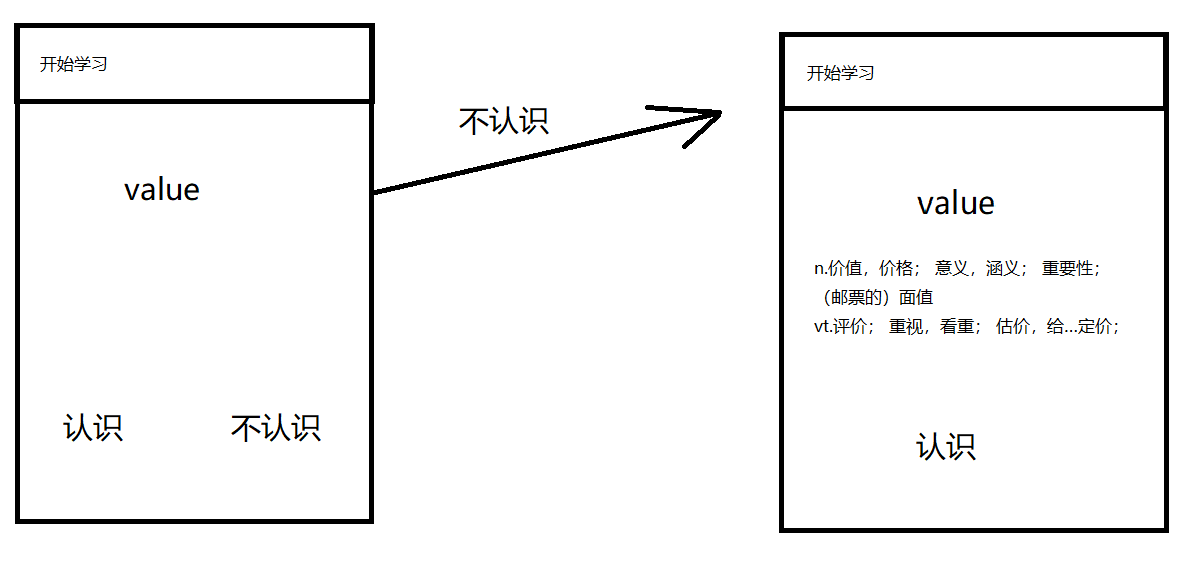 开始学习
value
认识
不认识
不认识
开始学习
value
n.价值，价格； 意义，涵义； 重要性；
（邮票的）面值
vt.评价； 重视，看重； 估价，给...定价；
认识